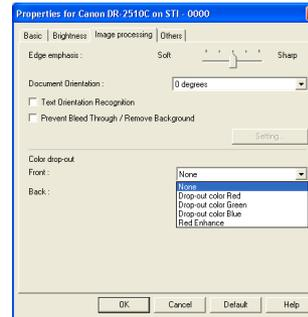 Properties for Canon DR-2510C on STI - 0000
Basic Brightness Image processing Others
Edge emphasis : Soft Sharp
Document Orientation : 0 degrees
Text Orientation Recognition
Prevent Bleed Through / Remove Background
Setting...
Color drop-out
Front : None
Back : None
Drop-out color Red
Drop-out color Green
Drop-out color Blue
Red Enhance
OK Cancel Default Help